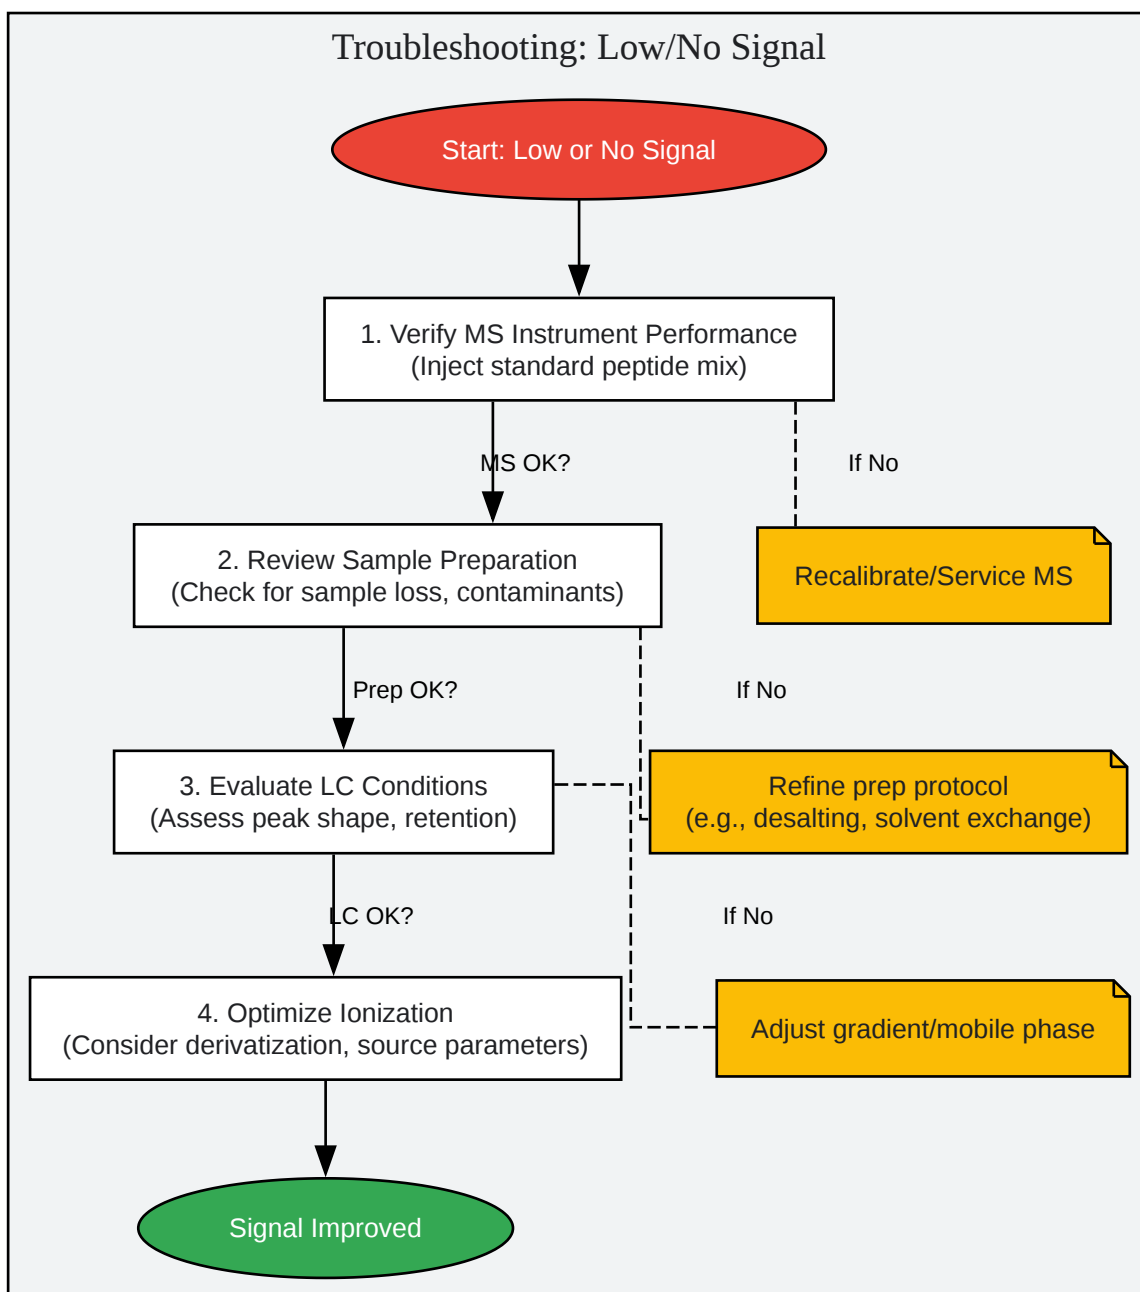 Troubleshooting: Low/No Signal
Start: Low or No Signal
1. Verify MS Instrument Performance
(Inject standard peptide mix)
MS OK?
If No
2. Review Sample Preparation
(Check for sample loss, contaminants)
Recalibrate/Service MS
Prep OK?
If No
3. Evaluate LC Conditions
(Assess peak shape, retention)
Refine prep protocol
(e.g., desalting, solvent exchange)
LC OK?
If No
4. Optimize Ionization
(Consider derivatization, source parameters)
Adjust gradient/mobile phase
Signal Improved